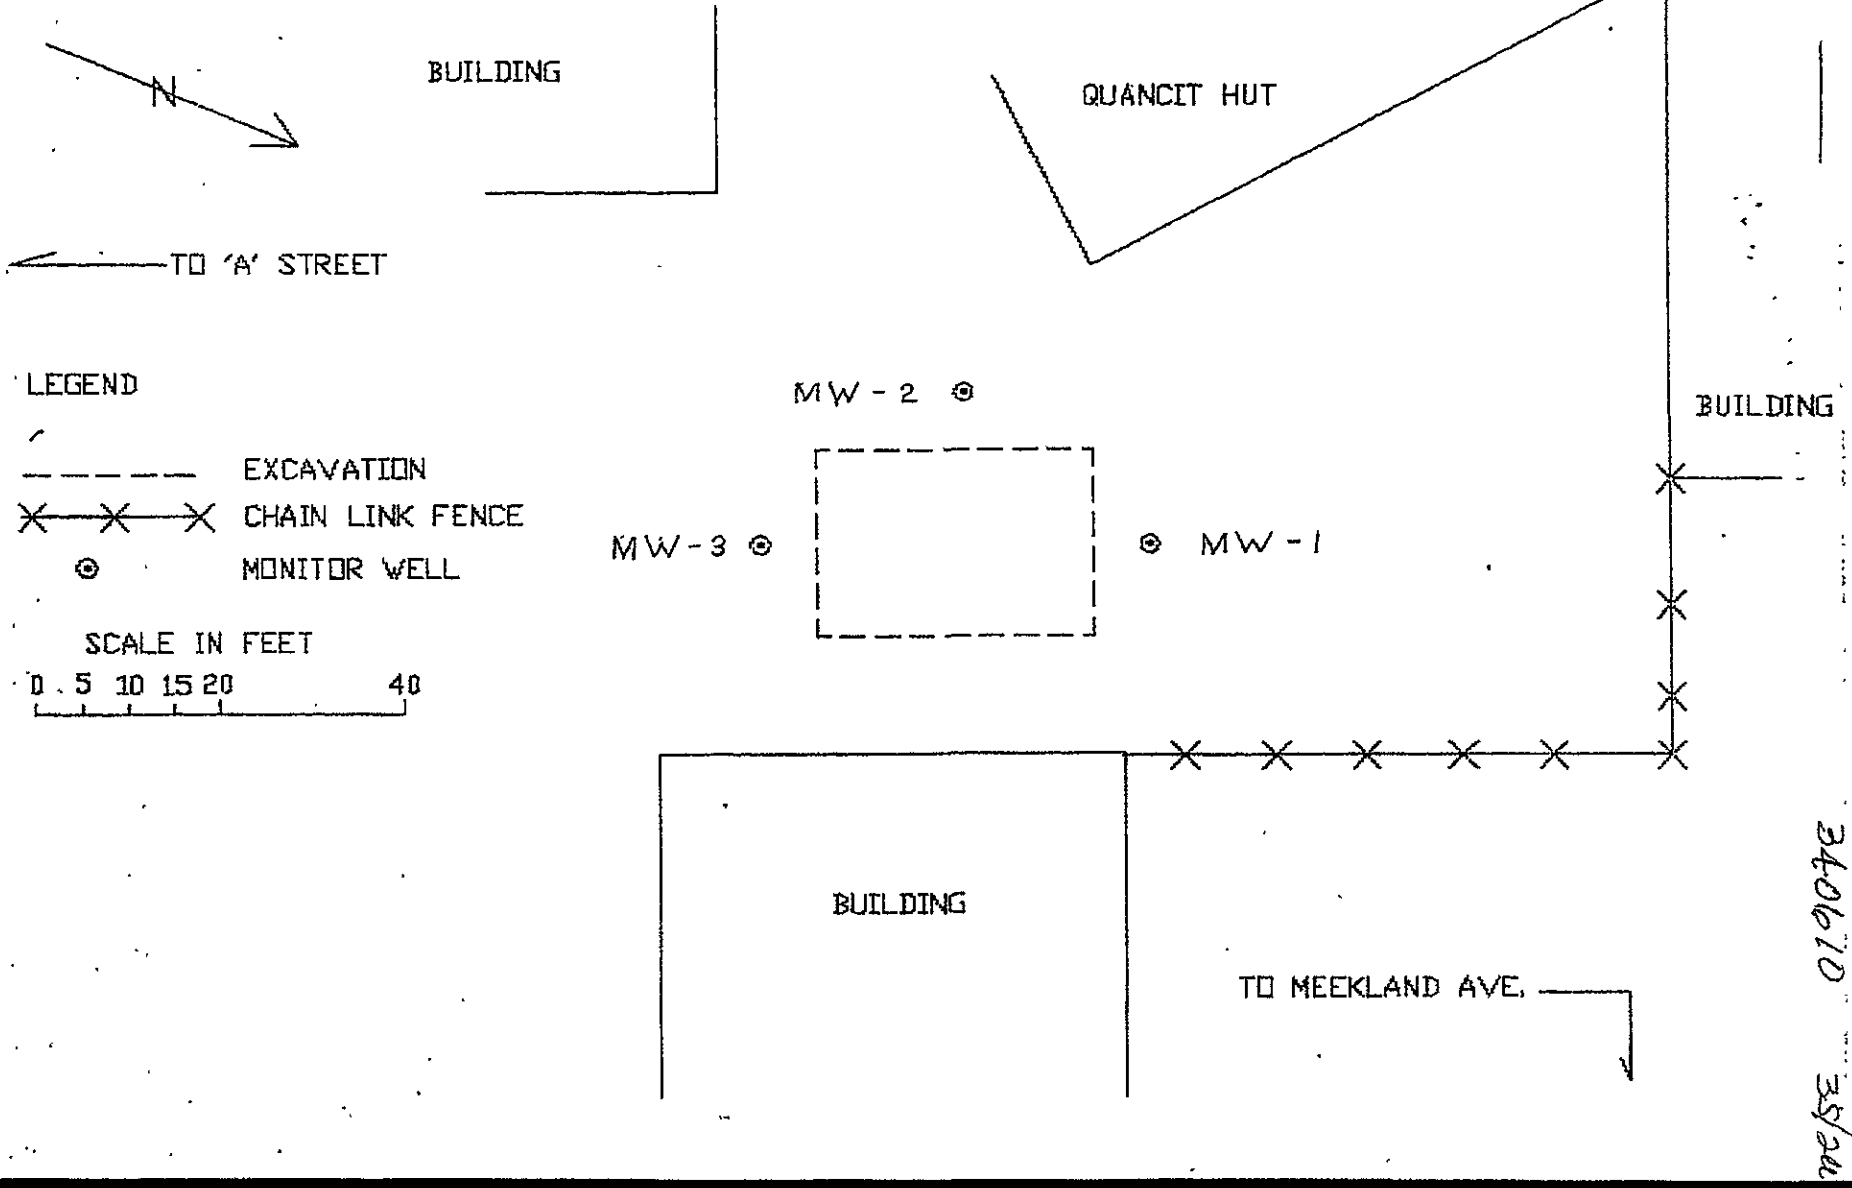 N
BUILDING
QUANCIT HUT
TO 'A' STREET
LEGEND
EXCAVATION
CHAIN LINK FENCE
MONITOR WELL
SCALE IN FEET
0 5 10 15 20 40
MW-2
MW-3
MW-1
BUILDING
BUILDING
TO MEEKLAND AVE.